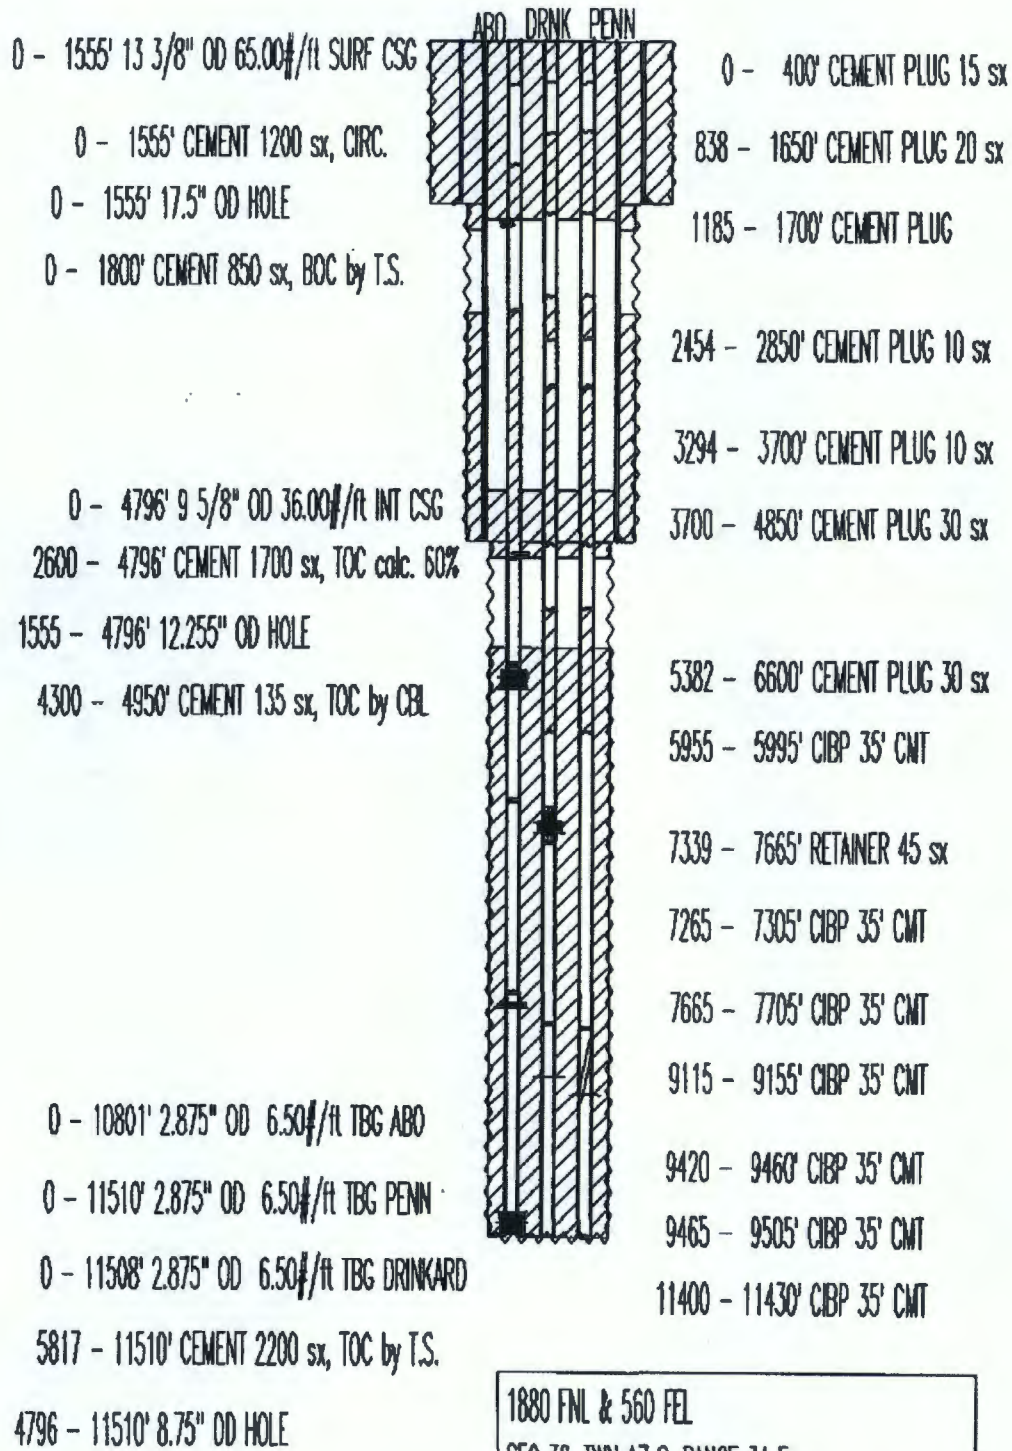 ABO DRNK PENN
0 - 1555' 13 3/8" OD 65.00#/ft SURF CSG
0 - 1555' CEMENT 1200 sx, CIRC.
0 - 1555' 17.5" OD HOLE
0 - 1800' CEMENT 850 sx, BOC by T.S.
0 - 4796' 9 5/8" OD 36.00#/ft INT CSG
2600 - 4796' CEMENT 1700 sx, TOC calc. 60%
1555 - 4796' 12.255" OD HOLE
4300 - 4950' CEMENT 135 sx, TOC by CBL
0 - 10801' 2.875" OD 6.50#/ft TBG ABO
0 - 11510' 2.875" OD 6.50#/ft TBG PENN
0 - 11508' 2.875" OD 6.50#/ft TBG DRINKARD
5817 - 11510' CEMENT 2200 sx, TOC by T.S.
4796 - 11510' 8.75" OD HOLE
0 - 400' CEMENT PLUG 15 sx
838 - 1650' CEMENT PLUG 20 sx
1185 - 1700' CEMENT PLUG
2454 - 2850' CEMENT PLUG 10 sx
3294 - 3700' CEMENT PLUG 10 sx
3700 - 4850' CEMENT PLUG 30 sx
5382 - 6600' CEMENT PLUG 30 sx
5955 - 5995' CIBP 35' CMT
7339 - 7665' RETAINER 45 sx
7265 - 7305' CIBP 35' CMT
7665 - 7705' CIBP 35' CMT
9115 - 9155' CIBP 35' CMT
9420 - 9460' CIBP 35' CMT
9465 - 9505' CIBP 35' CMT
11400 - 11430' CIBP 35' CMT
1880 FNL & 560 FEL